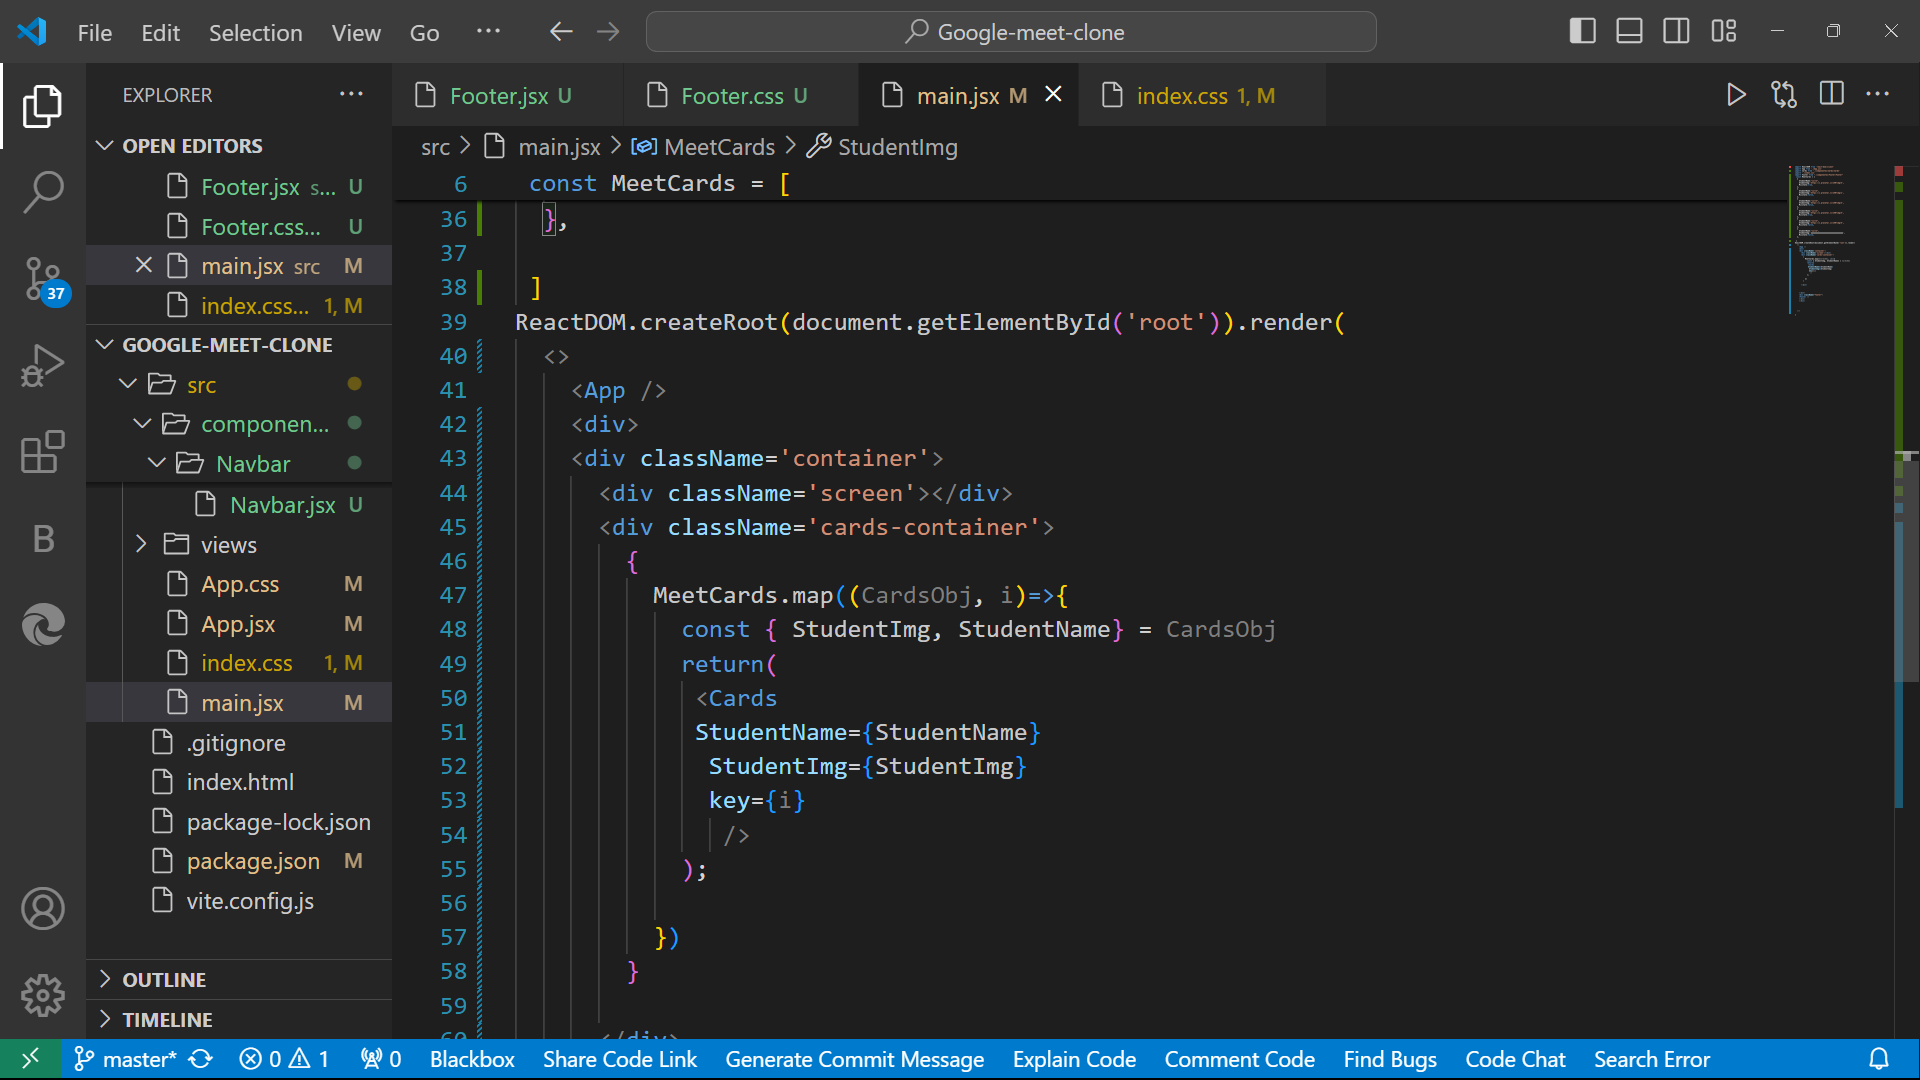 File Edit Selection View Go ··· Google-meet-clone
EXPLORER ···
OPEN EDITORS
Footer.jsx s... U
Footer.css... U
main.jsx src M
index.css... 1, M
37
GOOGLE-MEET-CLONE
src
componen...
Navbar
Navbar.jsx U
views
App.css M
App.jsx M
index.css 1, M
main.jsx M
.gitignore
index.html
package-lock.json
package.json M
vite.config.js
B
OUTLINE
TIMELINE
Footer.jsx U Footer.css U main.jsx M index.css 1, M
src > main.jsx > MeetCards > StudentImg
6 const MeetCards = [
36 },
37
38 ]
39 ReactDOM.createRoot(document.getElementById('root')).render(
40 <>
41 <App />
42 <div>
43 <div className='container'>
44 <div className='screen'></div>
45 <div className='cards-container'>
46 {
47 MeetCards.map((CardsObj, i)=>{
48 const { StudentImg, StudentName} = CardsObj
49 return(
50 <Cards
51 StudentName={StudentName}
52 StudentImg={StudentImg}
53 key={i}
54 />
55 );
56
57 })
58 }
59
60 </div>
master* 0 1 0 Blackbox Share Code Link Generate Commit Message Explain Code Comment Code Find Bugs Code Chat Search Error